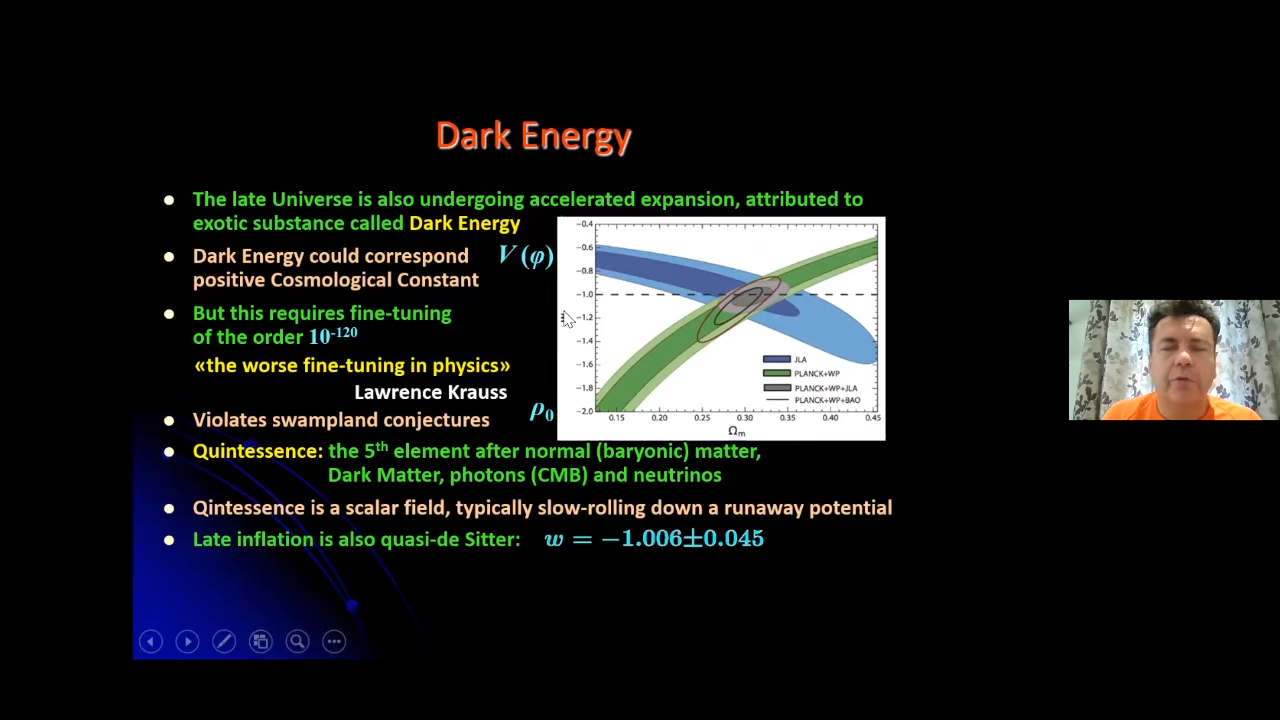 Dark Energy
● The late Universe is also undergoing accelerated expansion, attributed to
exotic substance called Dark Energy
● Dark Energy could correspond
positive Cosmological Constant
V(φ)
● But this requires fine-tuning
of the order 10⁻¹²⁰
«the worse fine-tuning in physics»
Lawrence Krauss
ρ₀
● Violates swampland conjectures
−0.4
−0.6
−0.8
−1.0
−1.2
−1.4
−1.6
−1.8
−2.0
0.15 0.20 0.25 0.30 0.35 0.40 0.45
Ωm
JLA
PLANCK+WP
PLANCK+WP+JLA
PLANCK+WP+BAO
● Quintessence: the 5ᵗʰ element after normal (baryonic) matter,
Dark Matter, photons (CMB) and neutrinos
● Qintessence is a scalar field, typically slow-rolling down a runaway potential
● Late inflation is also quasi-de Sitter: w = −1.006±0.045